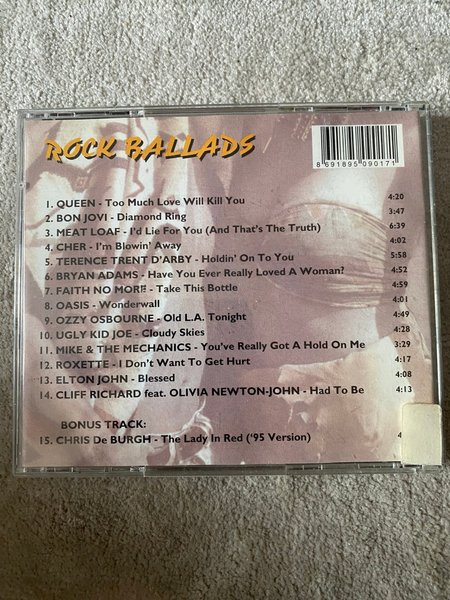 ROCK BALLADS
8 691895 090171
1. QUEEN - Too Much Love Will Kill You 4:20
2. BON JOVI - Diamond Ring 3:47
3. MEAT LOAF - I'd Lie For You (And That's The Truth) 6:39
4. CHER - I'm Blowin' Away 4:02
5. TERENCE TRENT D'ARBY - Holdin' On To You 5:58
6. BRYAN ADAMS - Have You Ever Really Loved A Woman? 4:52
7. FAITH NO MORE - Take This Bottle 4:59
8. OASIS - Wonderwall 4:01
9. OZZY OSBOURNE - Old L.A. Tonight 4:49
10. UGLY KID JOE - Cloudy Skies 4:28
11. MIKE & THE MECHANICS - You've Really Got A Hold On Me 3:29
12. ROXETTE - I Don't Want To Get Hurt 4:17
13. ELTON JOHN - Blessed 4:08
14. CLIFF RICHARD feat. OLIVIA NEWTON-JOHN - Had To Be 4:13
BONUS TRACK:
15. CHRIS De BURGH - The Lady In Red ('95 Version)